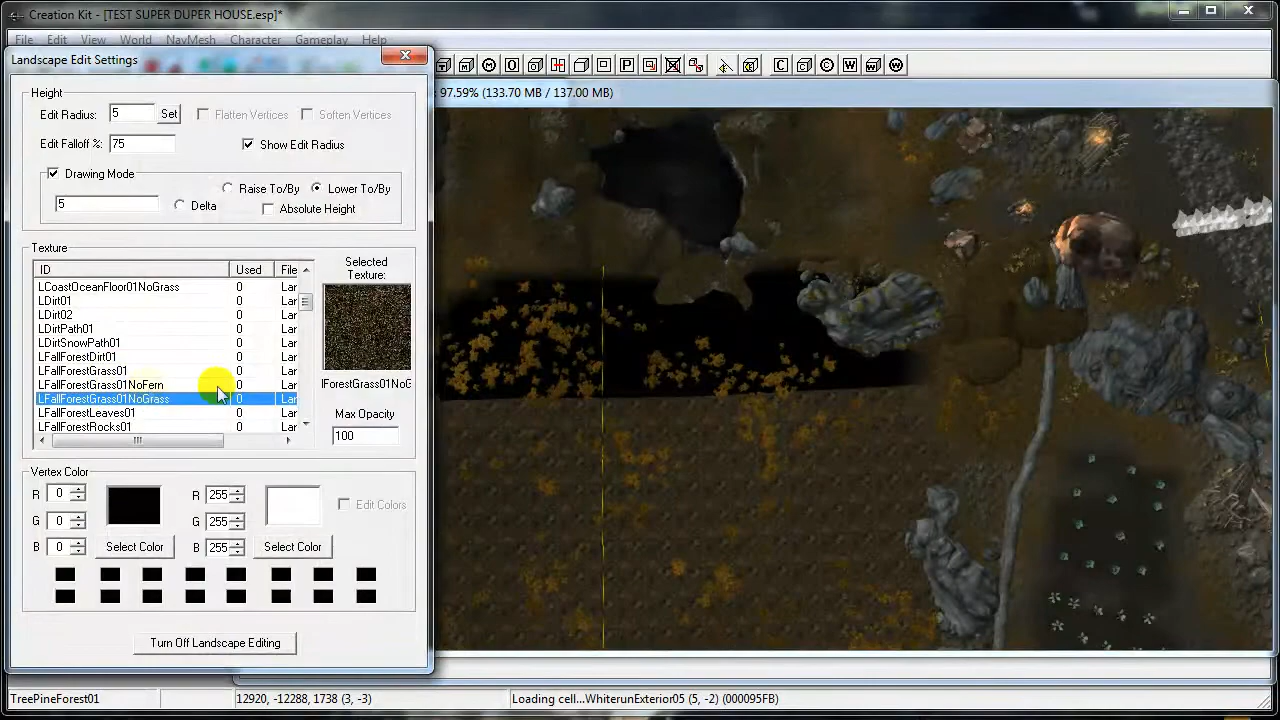 Creation Kit - [TEST SUPER DUPER HOUSE.esp]*
File Edit View World NavMesh Character Gameplay Help
Landscape Edit Settings
97.59% (133.70 MB / 137.00 MB)
Height
Edit Radius: 5 Set Flatten Vertices Soften Vertices
Edit Falloff %: 75 Show Edit Radius
Drawing Mode
Raise To/By Lower To/By
5 Delta Absolute Height
Texture
ID Used File
Selected Texture:
LCoastOceanFloor01NoGrass 0 Lar
LDirt01 0 Lar
LDirt02 0 Lar
LDirtPath01 0 Lar
LDirtSnowPath01 0 Lar
LFallForestDirt01 0 Lar
LFallForestGrass01 0 Lar
LFallForestGrass01NoFern 0 Lar
LFallForestGrass01NoGrass 0 Lar
LFallForestLeaves01 0 Lar
LFallForestRocks01 0 Lar
Max Opacity
100
Vertex Color
R 0 R 255
G 0 G 255 Edit Colors
B 0 Select Color B 255 Select Color
Turn Off Landscape Editing
TreePineForest01 12920, -12288, 1738 (3, -3) Loading cell...WhiterunExterior05 (5, -2) (000095FB)